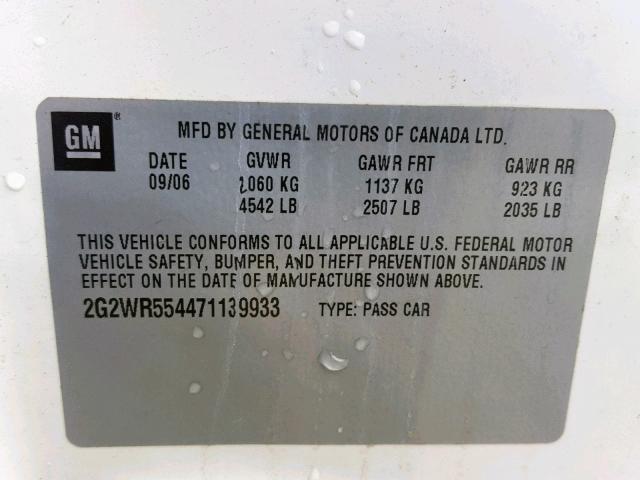 GM®
MFD BY GENERAL MOTORS OF CANADA LTD.
DATE GVWR GAWR FRT GAWR RR
09/06 2060 KG 1137 KG 923 KG
4542 LB 2507 LB 2035 LB
THIS VEHICLE CONFORMS TO ALL APPLICABLE U.S. FEDERAL MOTOR
VEHICLE SAFETY, BUMPER, AND THEFT PREVENTION STANDARDS IN
EFFECT ON THE DATE OF MANUFACTURE SHOWN ABOVE.
2G2WR554471139933 TYPE: PASS CAR